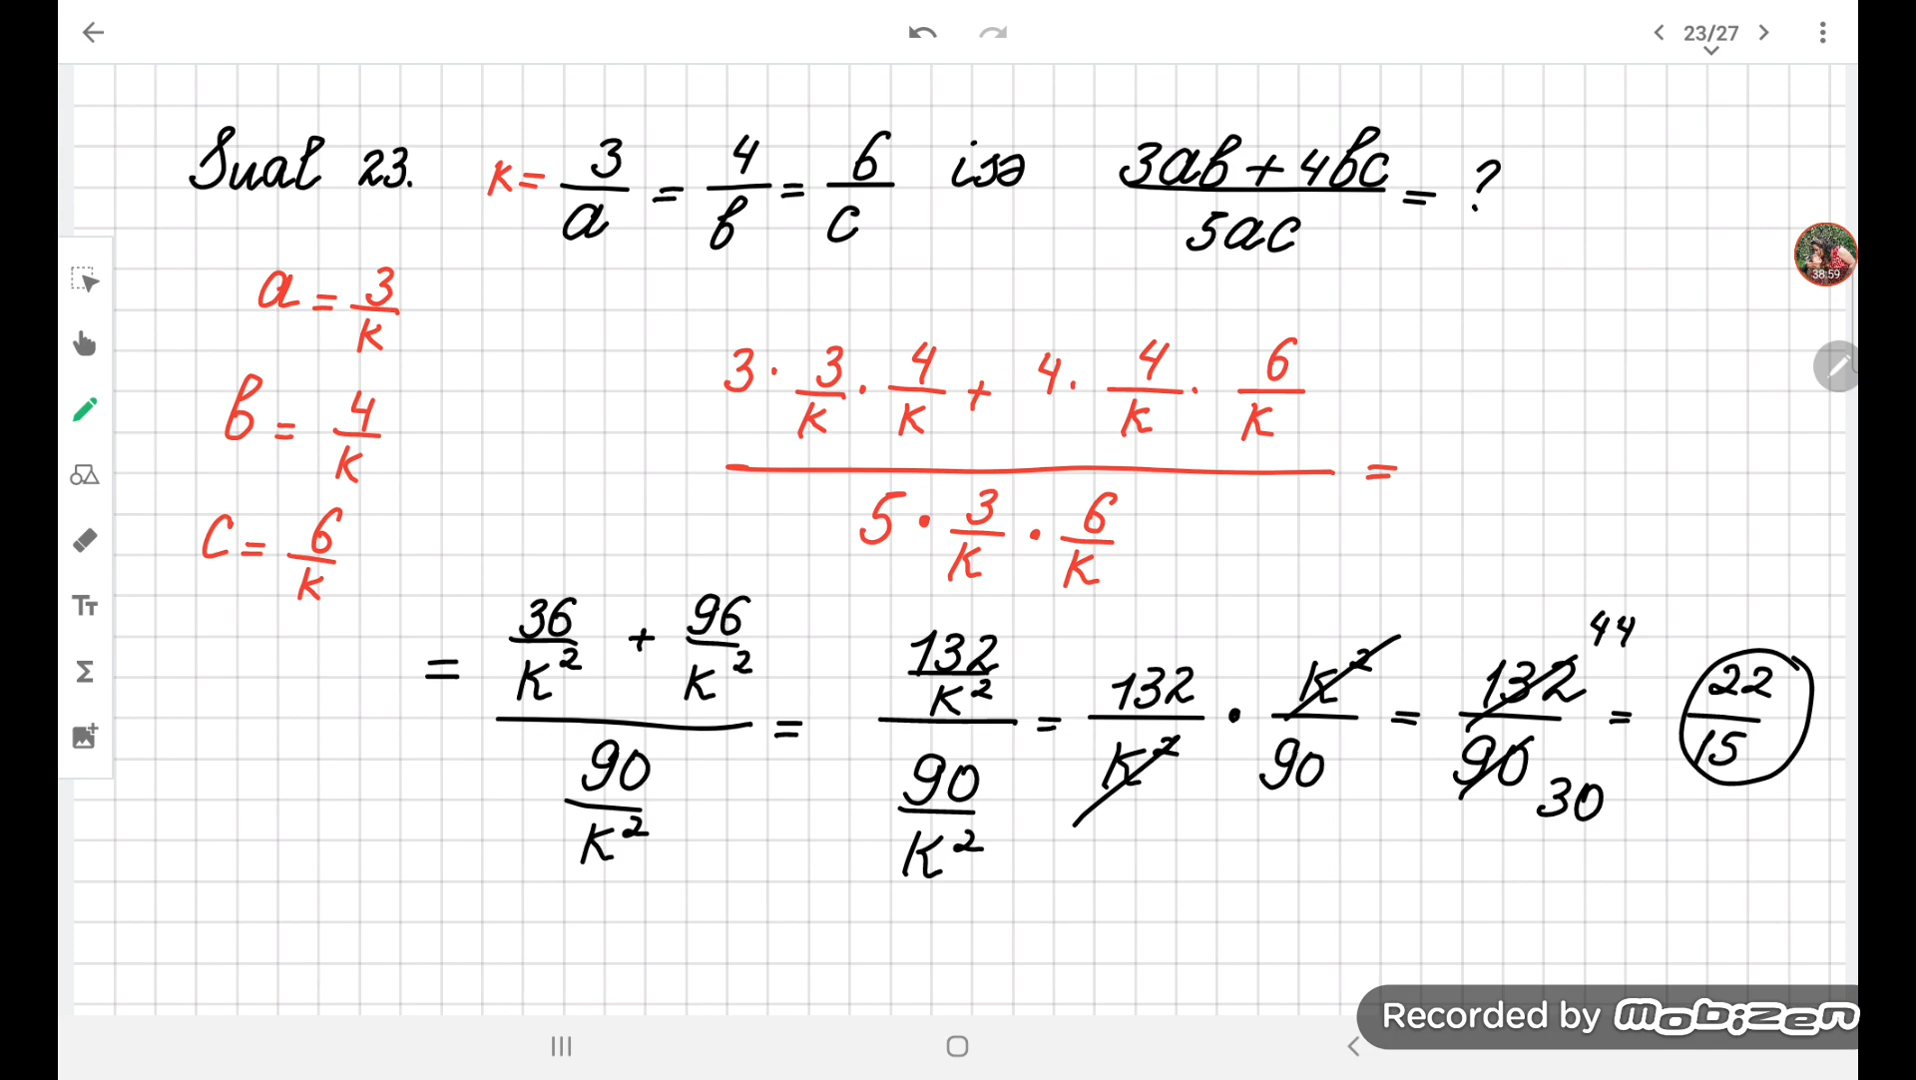 23/27
Sual 23. K = 3/a = 4/b = 6/c isə (3ab + 4bc)/(5ac) = ?
38:59
a = 3/K
b = 4/K
c = 6/K
(3 · 3/K · 4/K + 4 · 4/K · 6/K)/(5 · 3/K · 6/K) =
= (36/K² + 96/K²)/(90/K²) = (132/K²)/(90/K²) = 132/K² · K²/90 = 132/90 44 30 = 22/15
Tт
Σ
Recorded by mobizen